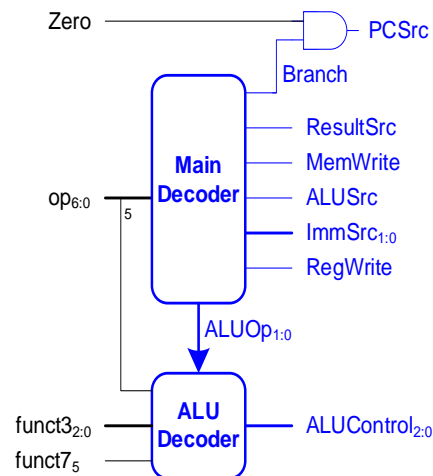 Zero
PCSrc
Branch
ResultSrc
Main
Decoder
MemWrite
op6:0
5
ALUSrc
ImmSrc1:0
RegWrite
ALUOp1:0
ALU
Decoder
funct32:0
ALUControl2:0
funct75